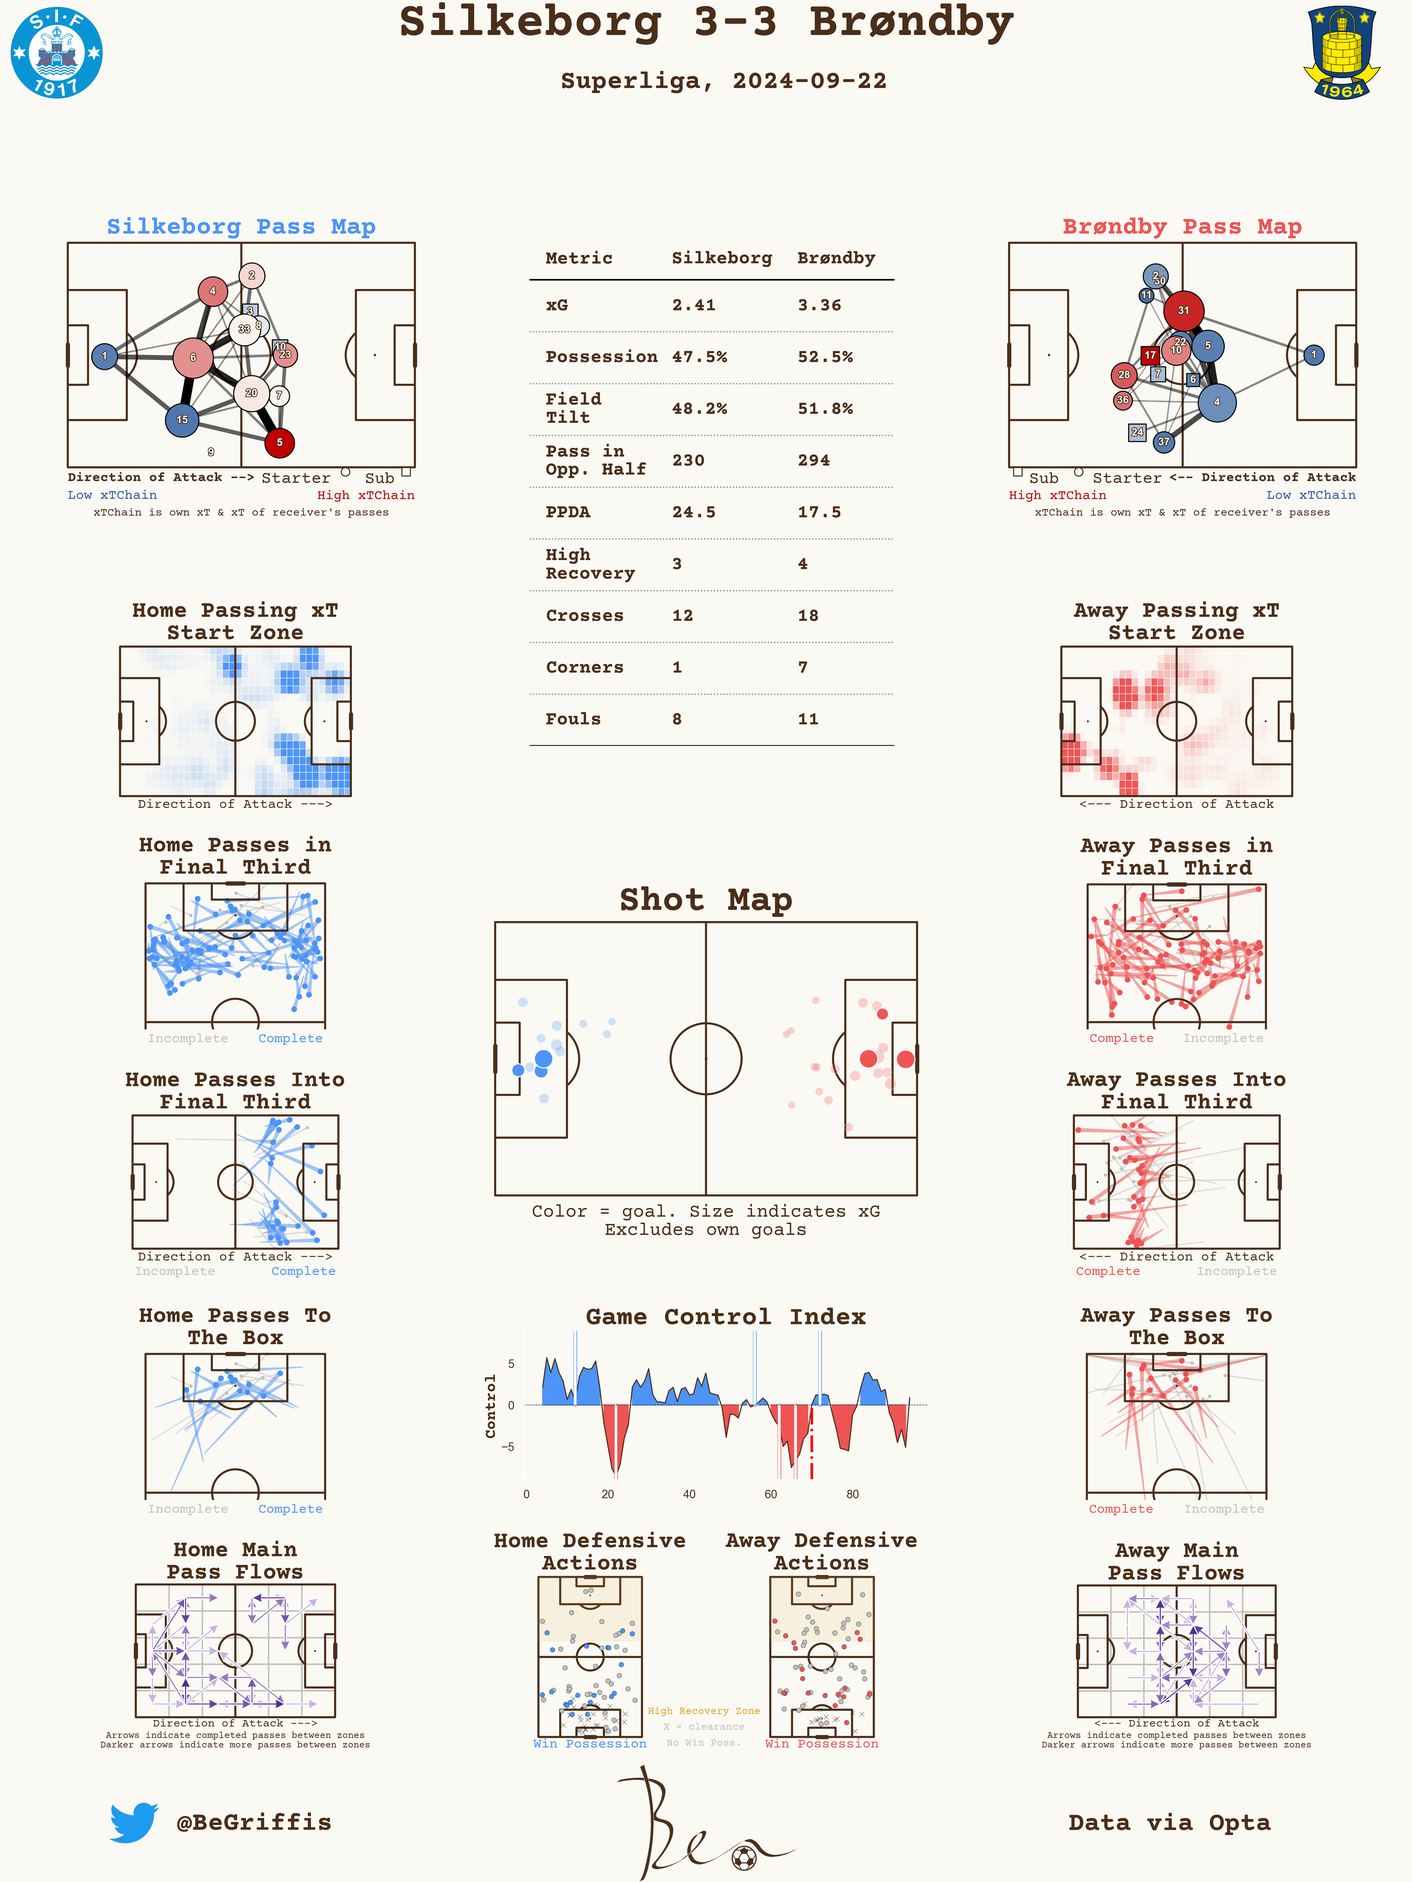 Silkeborg 3-3 Brøndby
Superliga, 2024-09-22
S·I·F
1917
1964
Silkeborg Pass Map
2
4
3
8
33
10
23
1
6
20
7
15
5
9
Direction of Attack --> Starter Sub
Low xTChain High xTChain
xTChain is own xT & xT of receiver's passes
Metric Silkeborg Brøndby
xG 2.41 3.36
Possession 47.5% 52.5%
Field
Tilt 48.2% 51.8%
Pass in
Opp. Half 230 294
PPDA 24.5 17.5
High
Recovery 3 4
Crosses 12 18
Corners 1 7
Fouls 8 11
Brøndby Pass Map
2
30
11
31
22
10
5
17
1
28
7
6
36
4
24
37
Sub Starter <-- Direction of Attack
High xTChain Low xTChain
xTChain is own xT & xT of receiver's passes
Home Passing xT
Start Zone
Direction of Attack --->
Away Passing xT
Start Zone
<--- Direction of Attack
Home Passes in
Final Third
Incomplete Complete
Away Passes in
Final Third
Complete Incomplete
Shot Map
Color = goal. Size indicates xG
Excludes own goals
Home Passes Into
Final Third
Direction of Attack --->
Incomplete Complete
Away Passes Into
Final Third
<--- Direction of Attack
Complete Incomplete
Home Passes To
The Box
Incomplete Complete
Game Control Index
Control
5
0
-5
0 20 40 60 80
Away Passes To
The Box
Complete Incomplete
Home Main
Pass Flows
Direction of Attack --->
Arrows indicate completed passes between zones
Darker arrows indicate more passes between zones
Home Defensive
Actions
Win Possession
Away Defensive
Actions
Win Possession
High Recovery Zone
X = clearance
No Win Poss.
Away Main
Pass Flows
<--- Direction of Attack
Arrows indicate completed passes between zones
Darker arrows indicate more passes between zones
@BeGriffis
Ben
Data via Opta